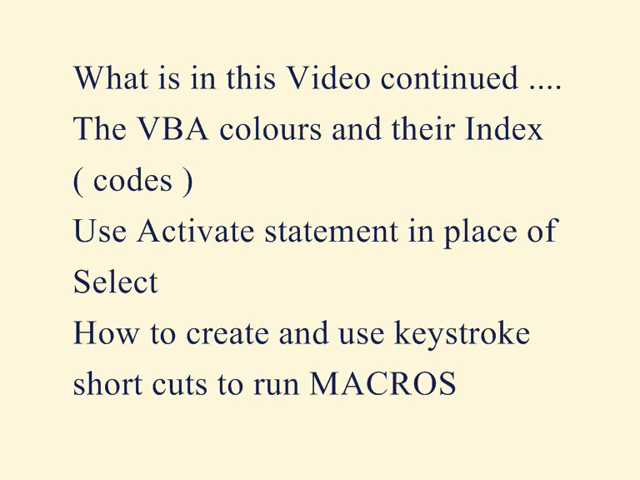 What is in this Video continued ....
The VBA colours and their Index
( codes )
Use Activate statement in place of
Select
How to create and use keystroke
short cuts to run MACROS